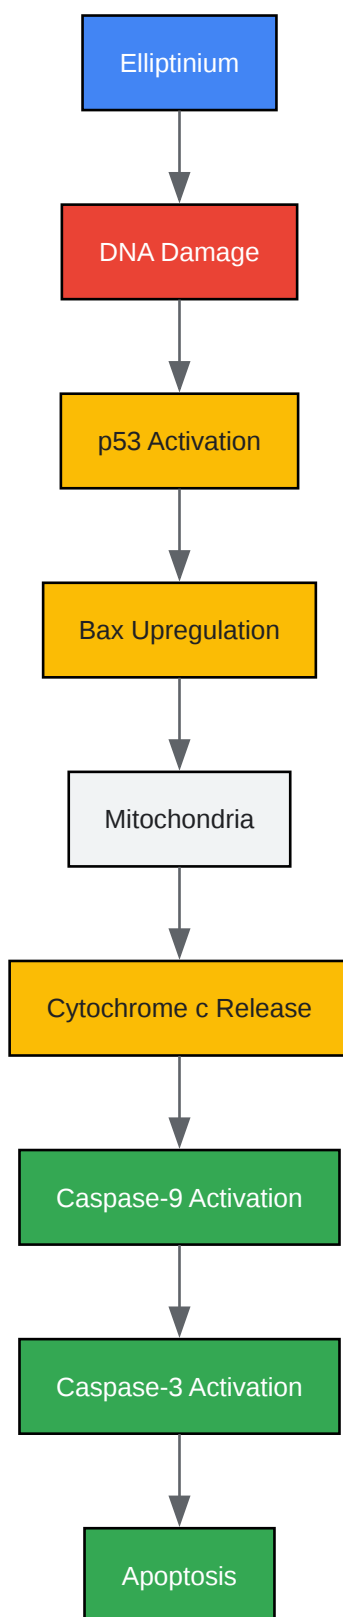 Elliptinium
DNA Damage
p53 Activation
Bax Upregulation
Mitochondria
Cytochrome c Release
Caspase-9 Activation
Caspase-3 Activation
Apoptosis